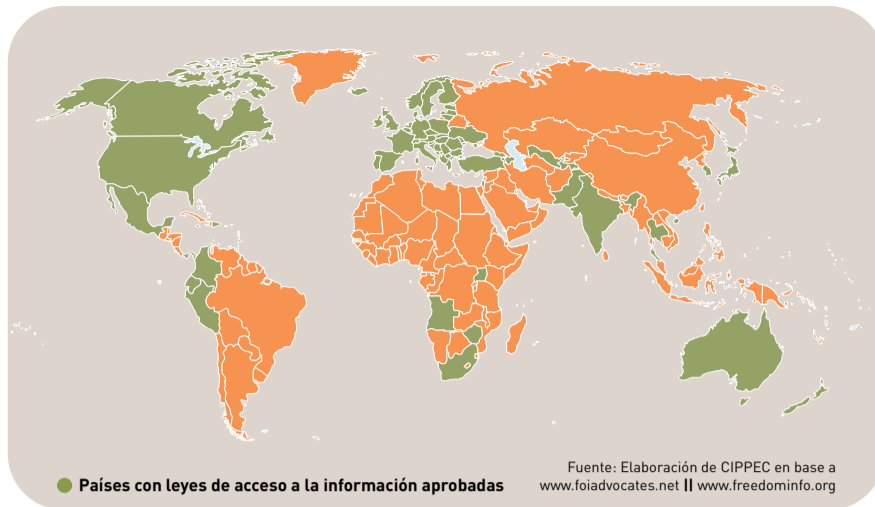 Países con leyes de acceso a la información aprobadas
Fuente: Elaboración de CIPPEC en base a
www.foiadvocates.net || www.freedominfo.org